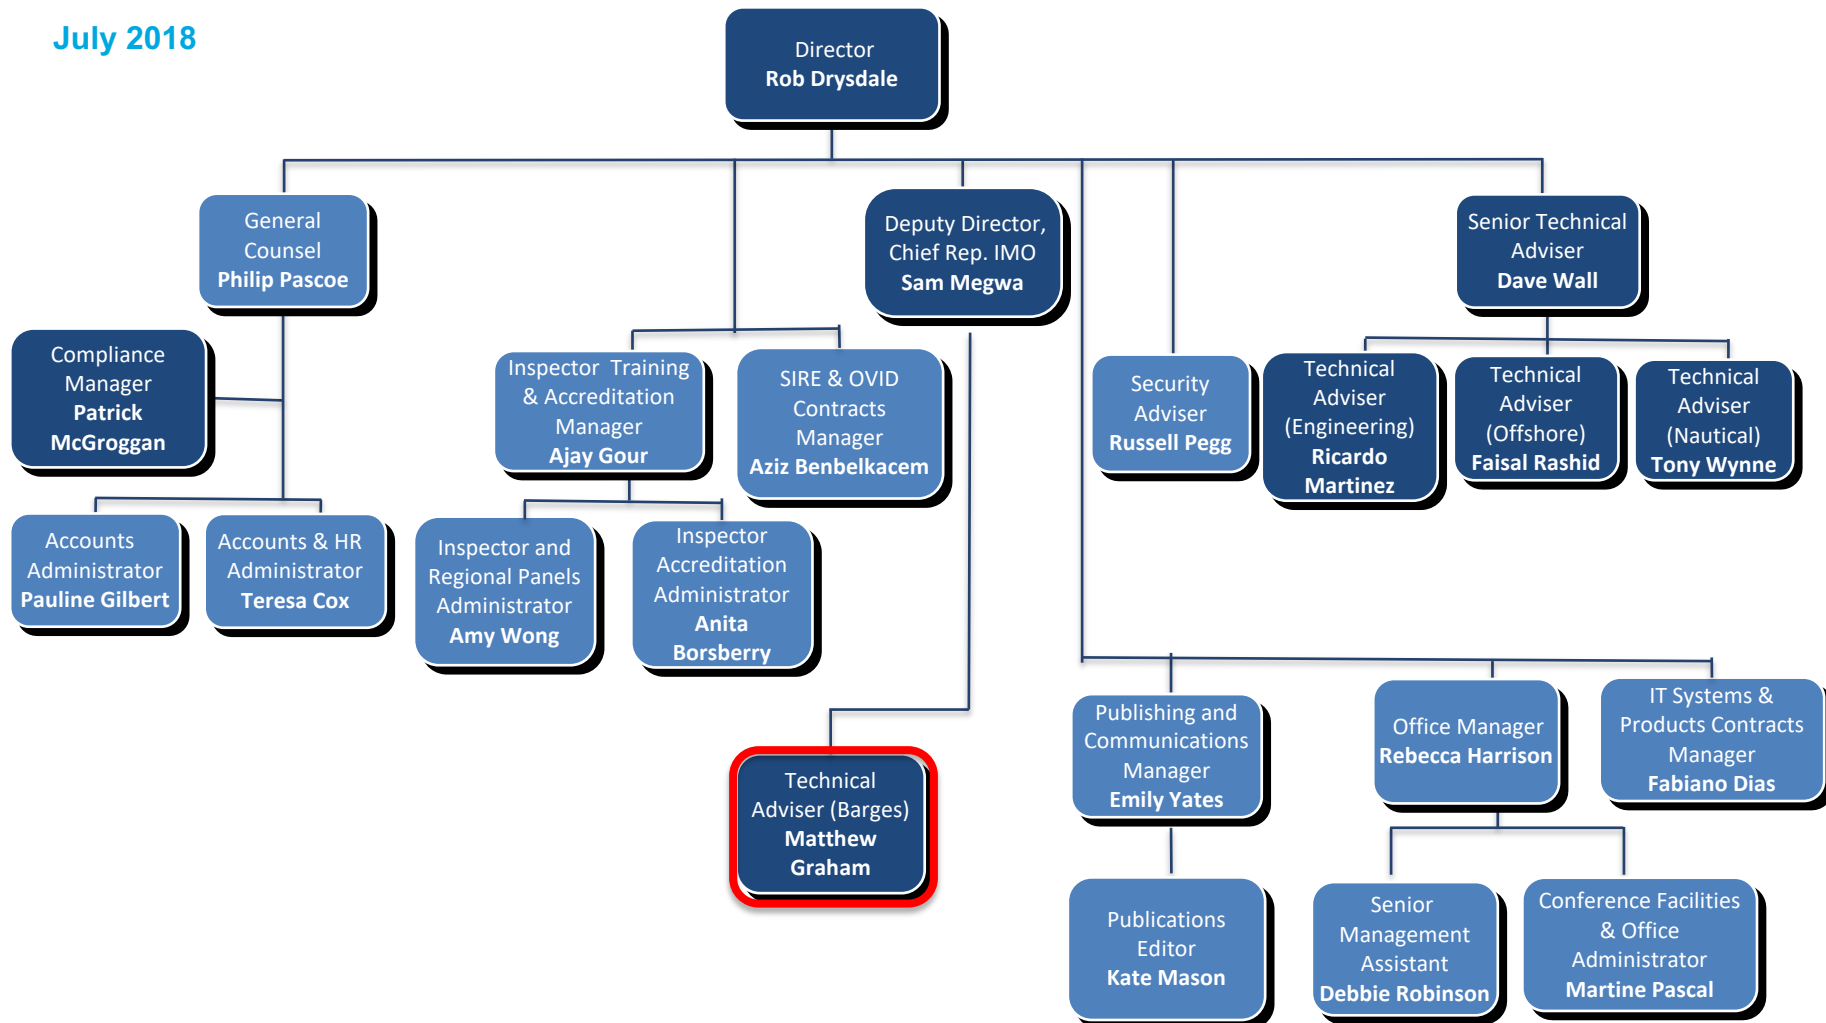 July 2018
Director
Rob Drysdale
General
Counsel
Philip Pascoe
Deputy Director,
Chief Rep. IMO
Sam Megwa
Senior Technical
Adviser
Dave Wall
Compliance
Manager
Patrick
McGroggan
Inspector Training
& Accreditation
Manager
Ajay Gour
SIRE & OVID
Contracts
Manager
Aziz Benbelkacem
Security
Adviser
Russell Pegg
Technical
Adviser
(Engineering)
Ricardo
Martinez
Technical
Adviser
(Offshore)
Faisal Rashid
Technical
Adviser
(Nautical)
Tony Wynne
Accounts
Administrator
Pauline Gilbert
Accounts & HR
Administrator
Teresa Cox
Inspector and
Regional Panels
Administrator
Amy Wong
Inspector
Accreditation
Administrator
Anita
Borsberry
Technical
Adviser (Barges)
Matthew
Graham
Publishing and
Communications
Manager
Emily Yates
Office Manager
Rebecca Harrison
IT Systems &
Products Contracts
Manager
Fabiano Dias
Publications
Editor
Kate Mason
Senior
Management
Assistant
Debbie Robinson
Conference Facilities
& Office
Administrator
Martine Pascal